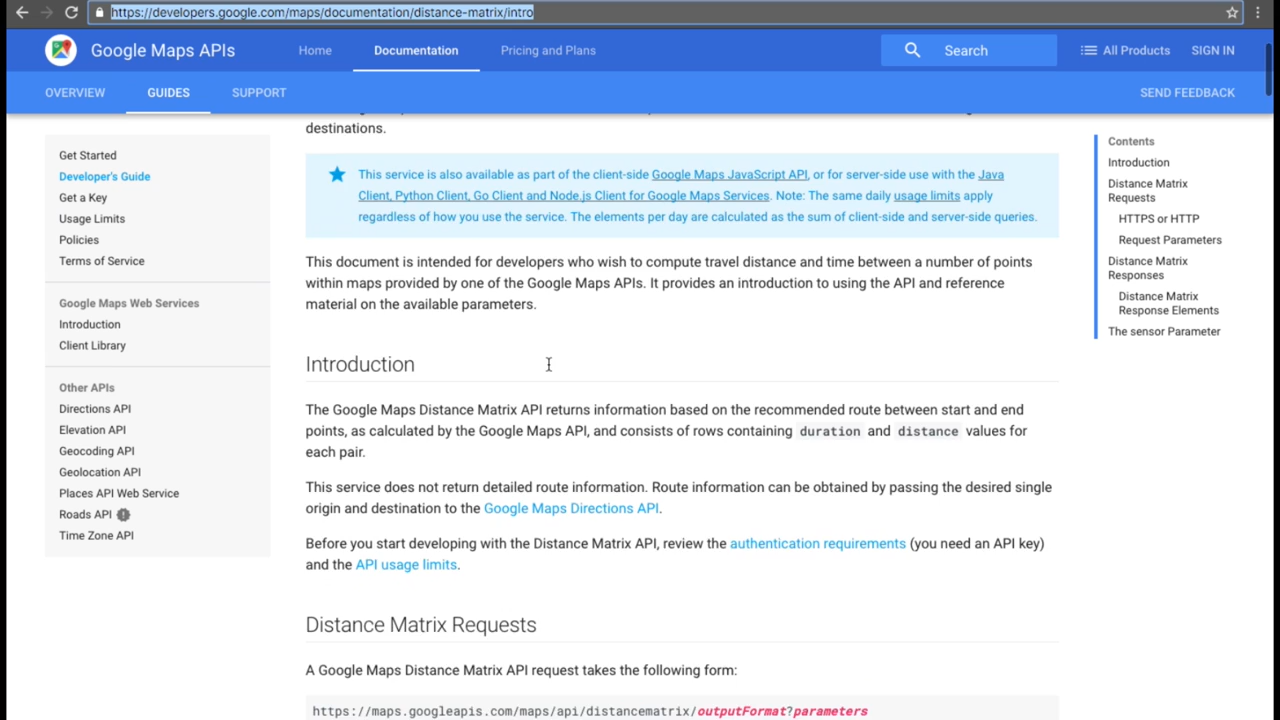 https://developers.google.com/maps/documentation/distance-matrix/intro
Google Maps APIs
Home
Documentation
Pricing and Plans
Search
All Products
SIGN IN
OVERVIEW
GUIDES
SUPPORT
SEND FEEDBACK
Get Started
Developer's Guide
Get a Key
Usage Limits
Policies
Terms of Service
Google Maps Web Services
Introduction
Client Library
Other APIs
Directions API
Elevation API
Geocoding API
Geolocation API
Places API Web Service
Roads API
Time Zone API
destinations.
This service is also available as part of the client-side Google Maps JavaScript API, or for server-side use with the Java
Client, Python Client, Go Client and Node.js Client for Google Maps Services. Note: The same daily usage limits apply
regardless of how you use the service. The elements per day are calculated as the sum of client-side and server-side queries.
This document is intended for developers who wish to compute travel distance and time between a number of points
within maps provided by one of the Google Maps APIs. It provides an introduction to using the API and reference
material on the available parameters.
Introduction
The Google Maps Distance Matrix API returns information based on the recommended route between start and end
points, as calculated by the Google Maps API, and consists of rows containing duration and distance values for
each pair.
This service does not return detailed route information. Route information can be obtained by passing the desired single
origin and destination to the Google Maps Directions API.
Before you start developing with the Distance Matrix API, review the authentication requirements (you need an API key)
and the API usage limits.
Distance Matrix Requests
A Google Maps Distance Matrix API request takes the following form:
https://maps.googleapis.com/maps/api/distancematrix/outputFormat?parameters
Contents
Introduction
Distance Matrix
Requests
HTTPS or HTTP
Request Parameters
Distance Matrix
Responses
Distance Matrix
Response Elements
The sensor Parameter